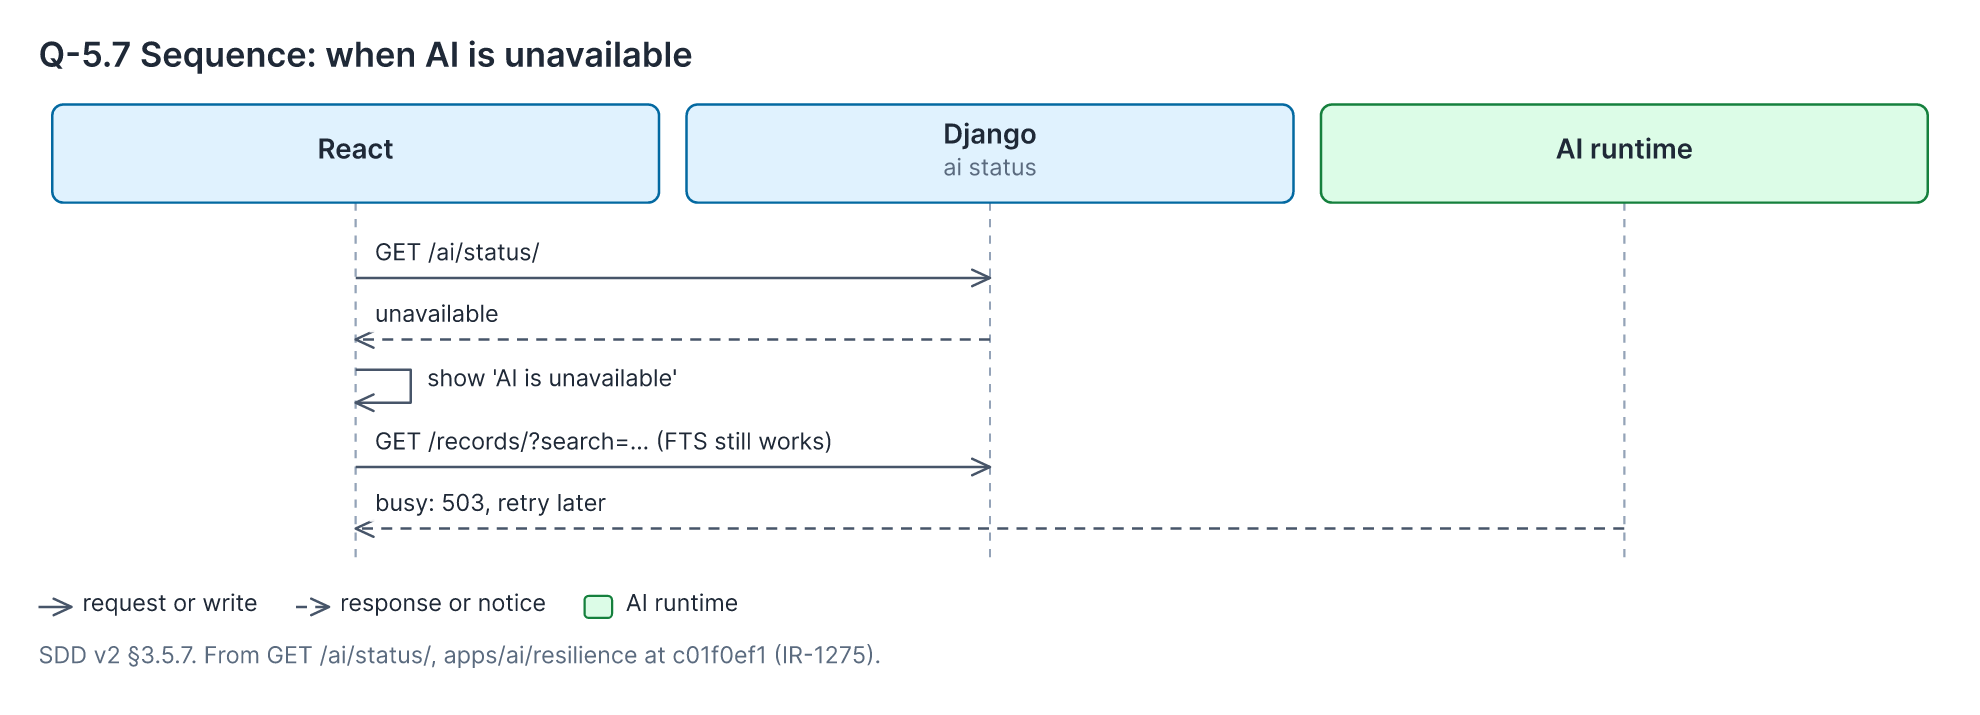 Q-5.7 Sequence: when AI is unavailable
React
Django
ai status
AI runtime
GET /ai/status/
unavailable
show 'AI is unavailable'
GET /records/?search=... (FTS still works)
busy: 503, retry later
request or write
response or notice
AI runtime
SDD v2 §3.5.7. From GET /ai/status/, apps/ai/resilience at c01f0ef1 (IR-1275).